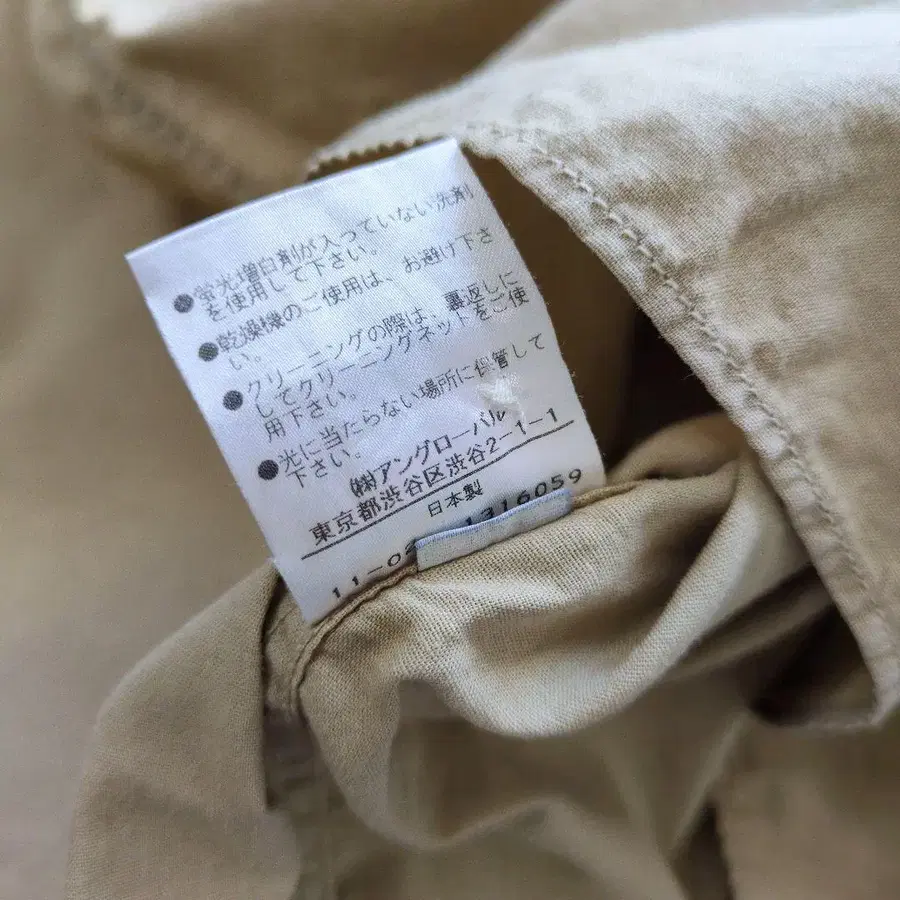 ●蛍光増白剤が入っていない洗剤
を使用して下さい。
●乾燥機のご使用は、お避け下さ
い。
●クリーニングの際は、裏返しに
してクリーニングネットをご使
用下さい。
●光に当たらない場所に保管して
下さい。
㈱アングローバル
東京都渋谷区渋谷2-1-1
日本製
11-02 1316059